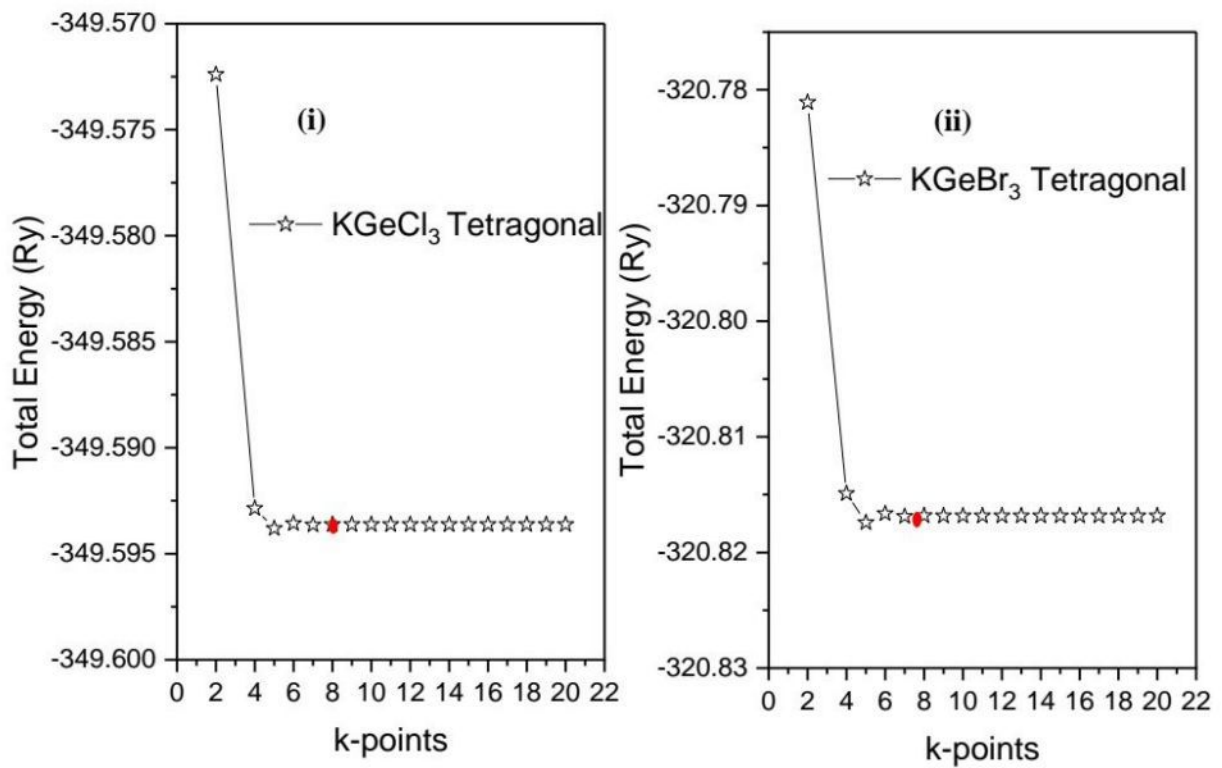 -349.570
-349.575
-349.580
-349.585
-349.590
-349.595
-349.600
Total Energy (Ry)
(i)
KGeCl3 Tetragonal
0 2 4 6 8 10 12 14 16 18 20 22
k-points
-320.78
-320.79
-320.80
-320.81
-320.82
-320.83
Total Energy (Ry)
(ii)
KGeBr3 Tetragonal
0 2 4 6 8 10 12 14 16 18 20 22
k-points